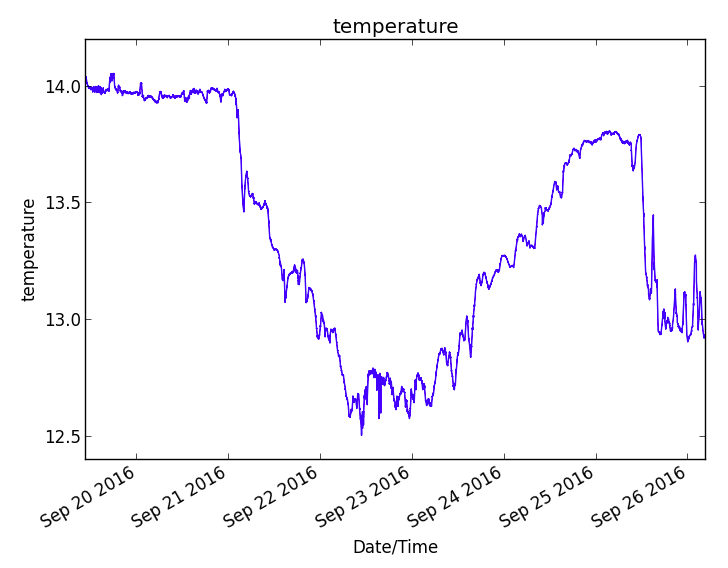 temperature
14.0
13.5
13.0
12.5
temperature
Sep 20 2016
Sep 21 2016
Sep 22 2016
Sep 23 2016
Sep 24 2016
Sep 25 2016
Sep 26 2016
Date/Time